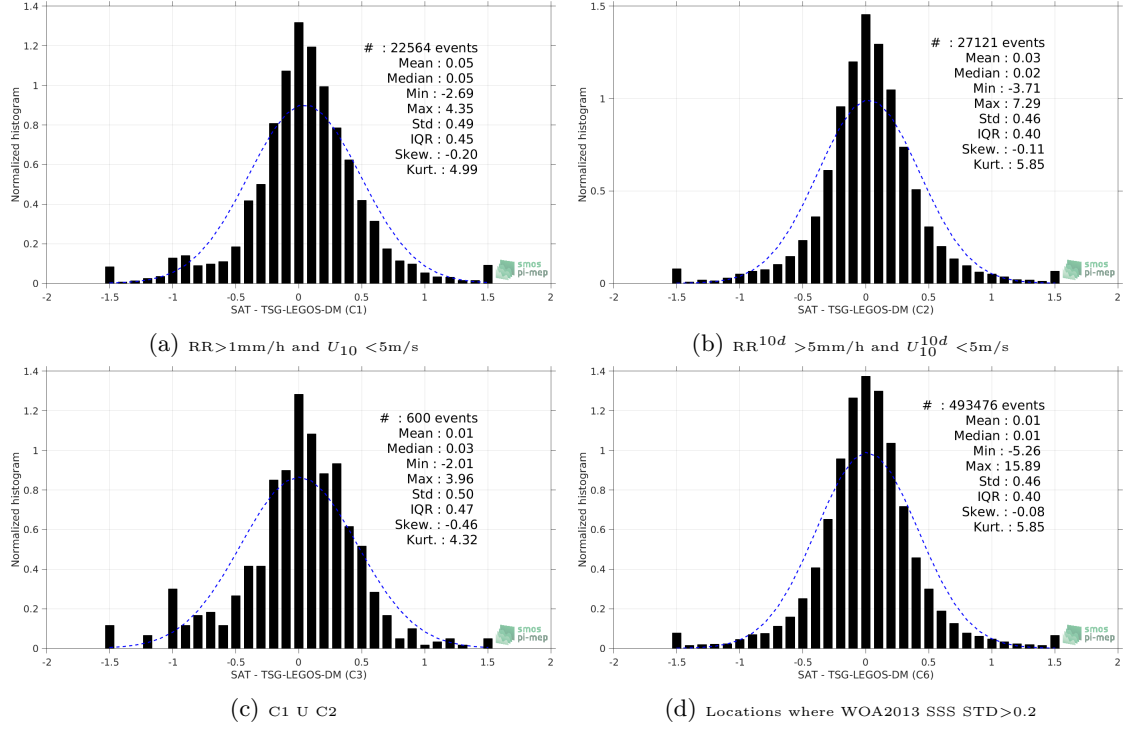 1.4
1.2
1
0.8
0.6
0.4
0.2
0
-2
-1.5
-1
-0.5
0
0.5
1
1.5
2
Normalized histogram
SAT - TSG-LEGOS-DM (C1)
# : 22564 events
Mean : 0.05
Median : 0.05
Min : -2.69
Max : 4.35
Std : 0.49
IQR : 0.45
Skew. : -0.20
Kurt. : 4.99
smos
pi-mep
(a) RR>1mm/h and U10 <5m/s
1.5
1
0.5
0
-2
-1.5
-1
-0.5
0
0.5
1
1.5
2
Normalized histogram
SAT - TSG-LEGOS-DM (C2)
# : 27121 events
Mean : 0.03
Median : 0.02
Min : -3.71
Max : 7.29
Std : 0.46
IQR : 0.40
Skew. : -0.11
Kurt. : 5.85
smos
pi-mep
(b) RR10d >5mm/h and U10d10 <5m/s
1.4
1.2
1
0.8
0.6
0.4
0.2
0
-2
-1.5
-1
-0.5
0
0.5
1
1.5
2
Normalized histogram
SAT - TSG-LEGOS-DM (C3)
# : 600 events
Mean : 0.01
Median : 0.03
Min : -2.01
Max : 3.96
Std : 0.50
IQR : 0.47
Skew. : -0.46
Kurt. : 4.32
smos
pi-mep
(c) C1 U C2
1.4
1.2
1
0.8
0.6
0.4
0.2
0
-2
-1.5
-1
-0.5
0
0.5
1
1.5
2
Normalized histogram
SAT - TSG-LEGOS-DM (C6)
# : 493476 events
Mean : 0.01
Median : 0.01
Min : -5.26
Max : 15.89
Std : 0.46
IQR : 0.40
Skew. : -0.08
Kurt. : 5.85
smos
pi-mep
(d) Locations where WOA2013 SSS STD>0.2